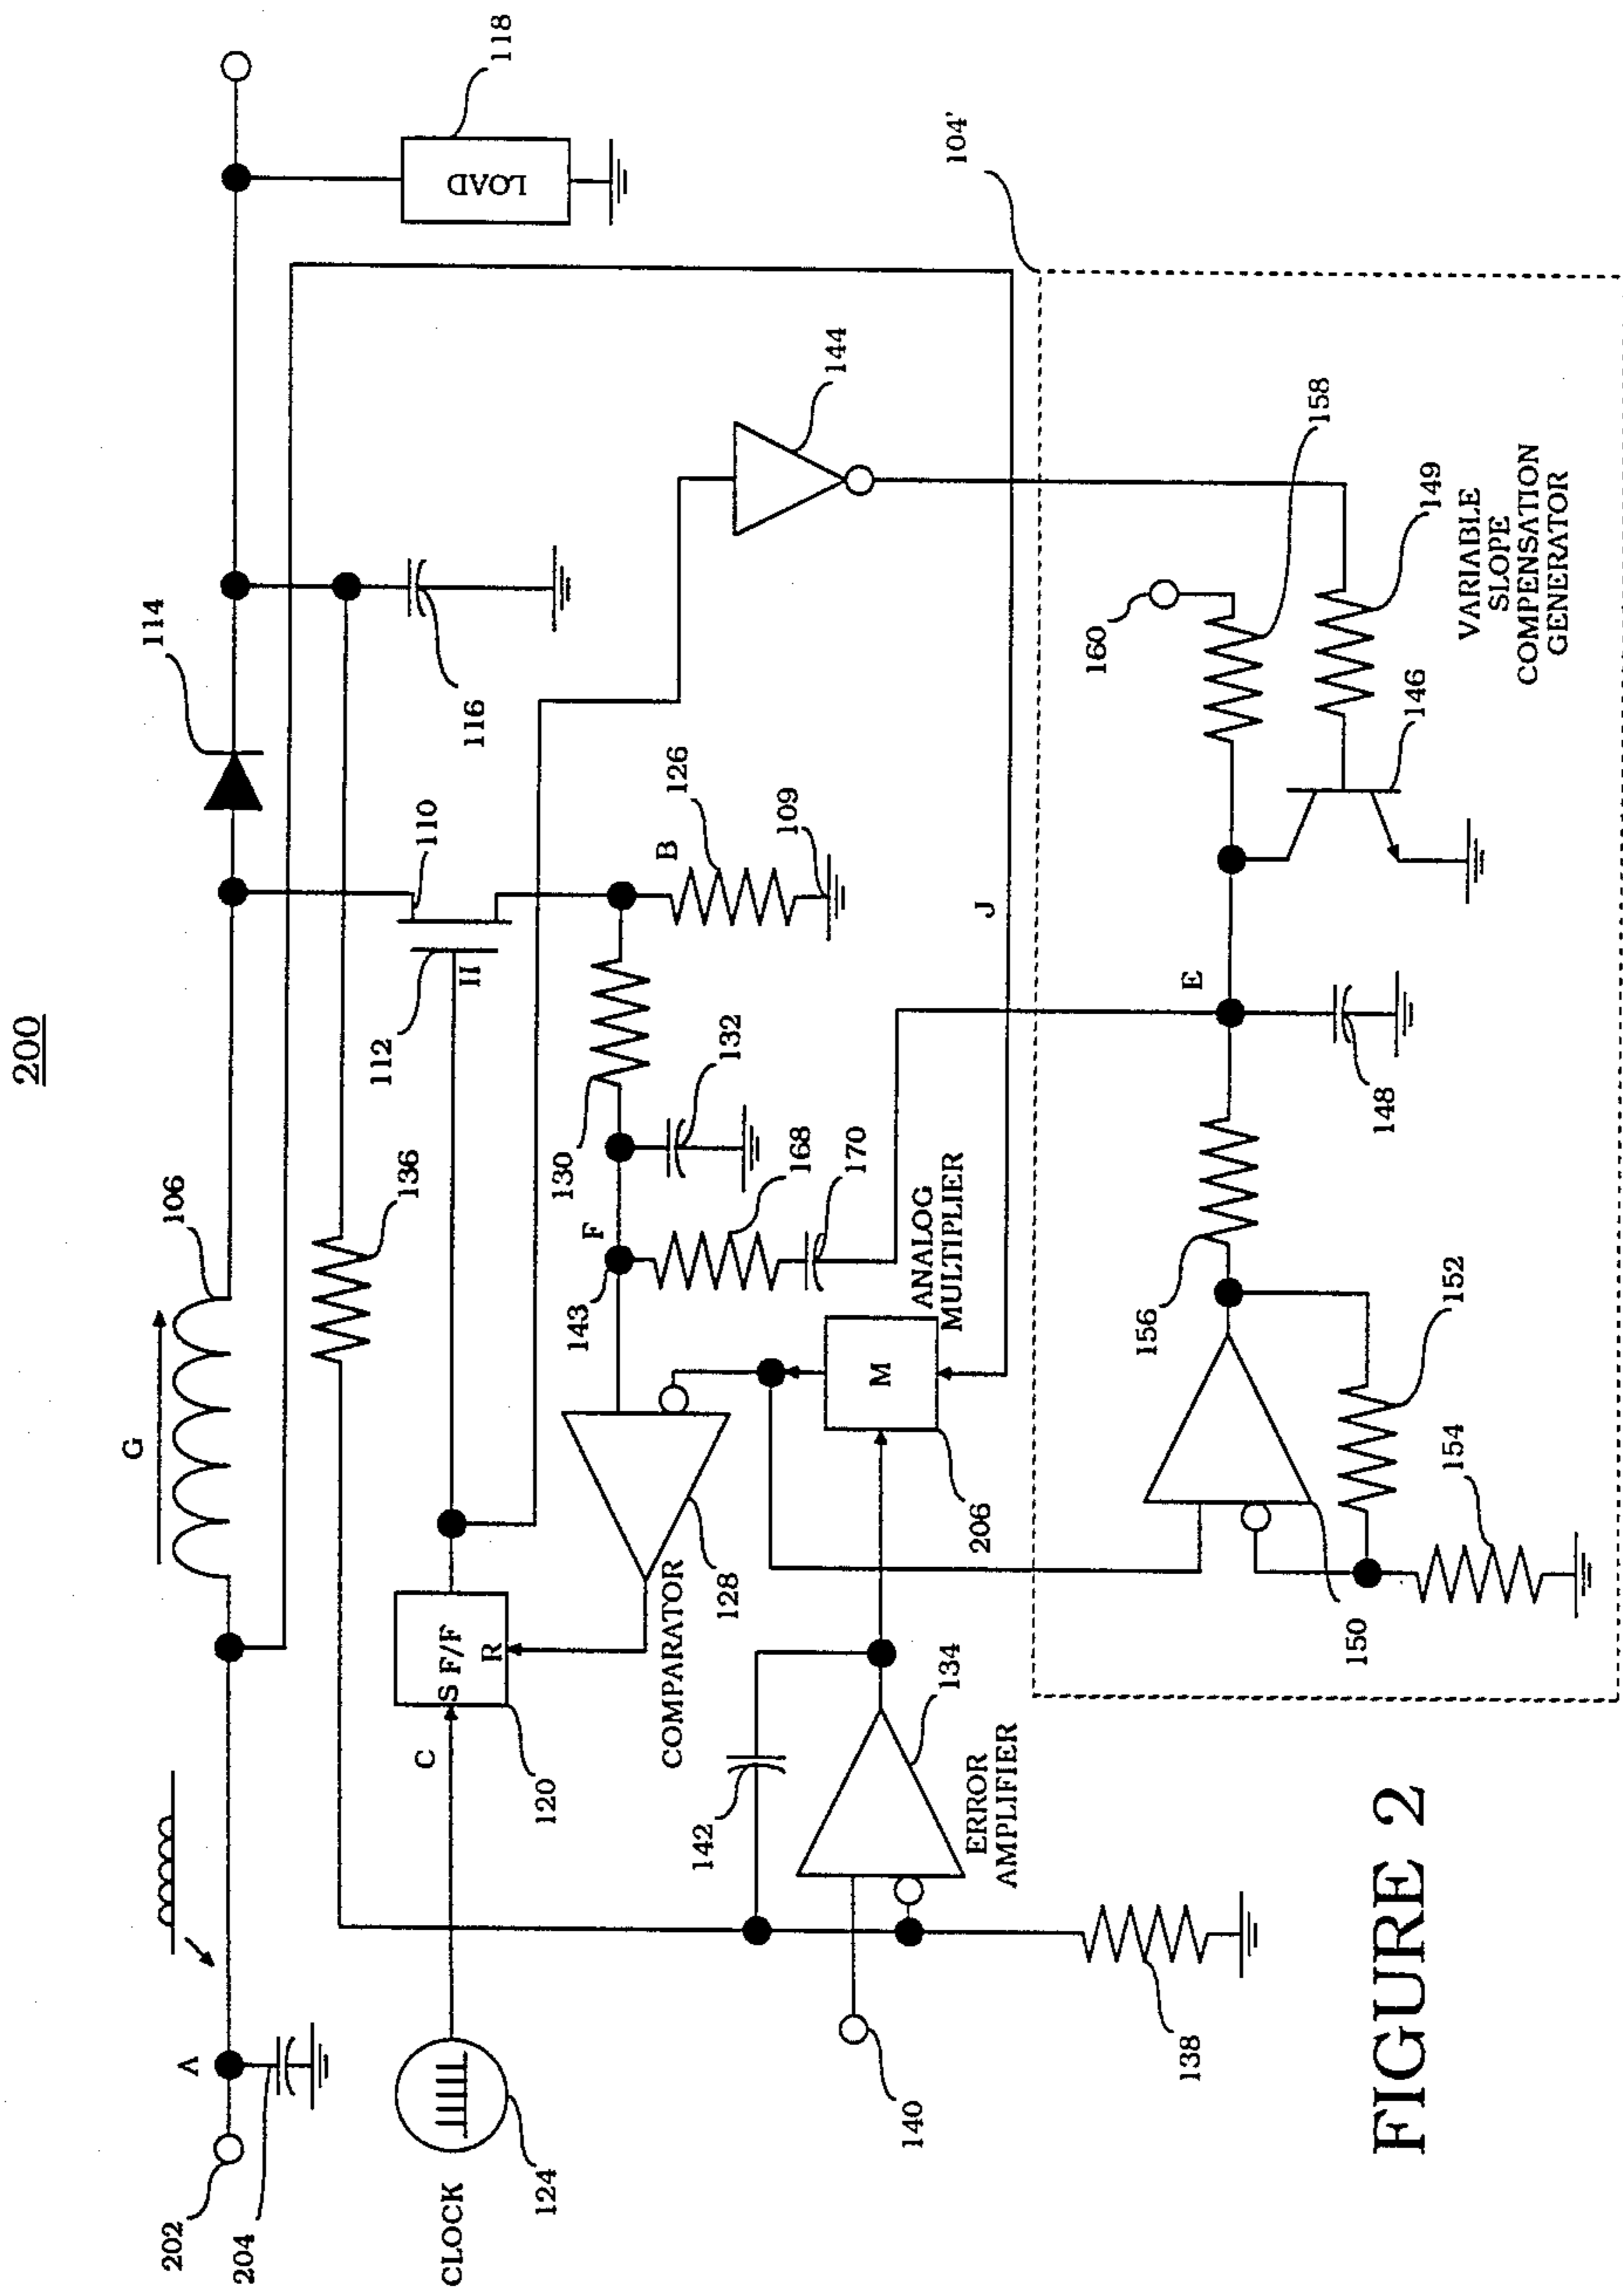 200
G
106
114
118
LOAD
A
202
204
136
110
116
112
H
B
126
109
144
C
S F/F
R
120
CLOCK
124
130
132
143
F
168
170
128
COMPARATOR
J
104'
142
M
206
ANALOG
MULTIPLIER
134
ERROR
AMPLIFIER
140
138
E
160
158
156
148
149
146
150
152
154
VARIABLE
SLOPE
COMPENSATION
GENERATOR
FIGURE 2